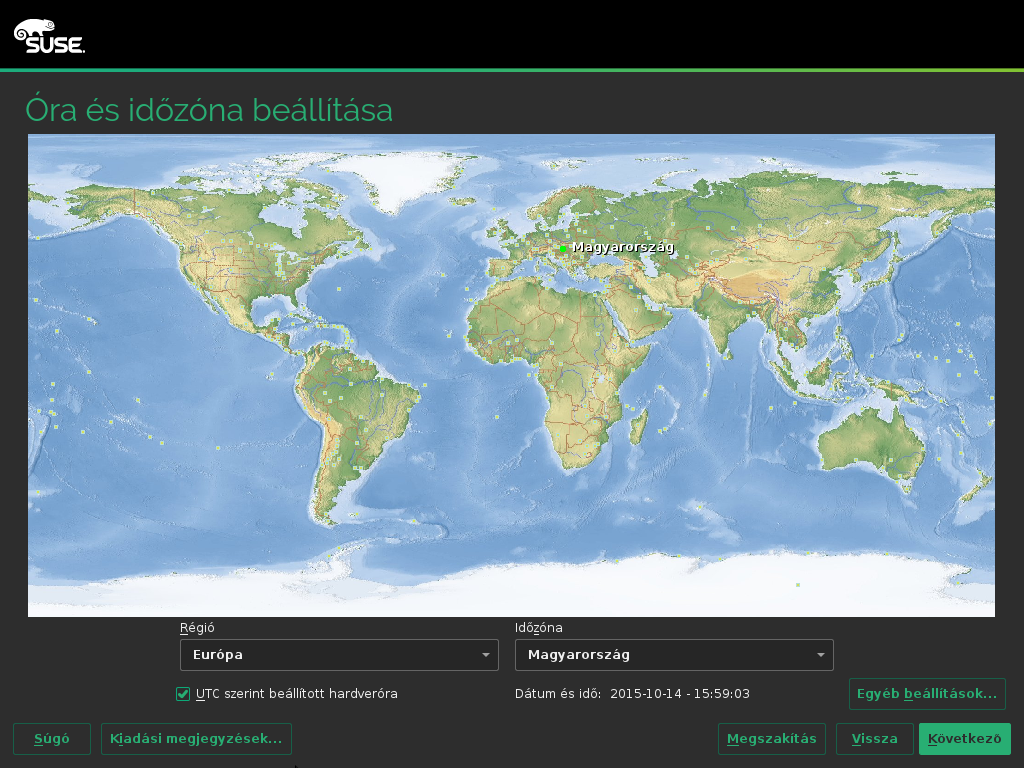 SUSE.
Óra és időzóna beállítása
Magyarország
Régió
Időzóna
Európa
Magyarország
UTC szerint beállított hardveróra
Dátum és idő: 2015-10-14 - 15:59:03
Egyéb beállítások...
Súgó
Kiadási megjegyzések...
Megszakítás
Vissza
Következő